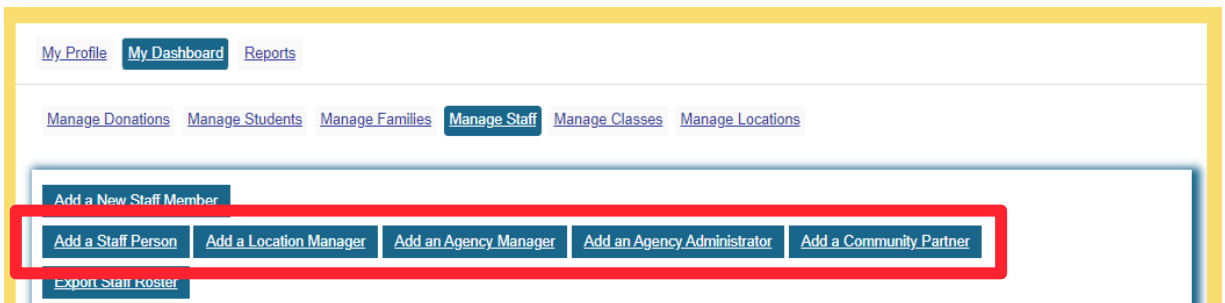 My Profile My Dashboard Reports
Manage Donations Manage Students Manage Families Manage Staff Manage Classes Manage Locations
Add a New Staff Member
Add a Staff Person Add a Location Manager Add an Agency Manager Add an Agency Administrator Add a Community Partner
Export Staff Roster